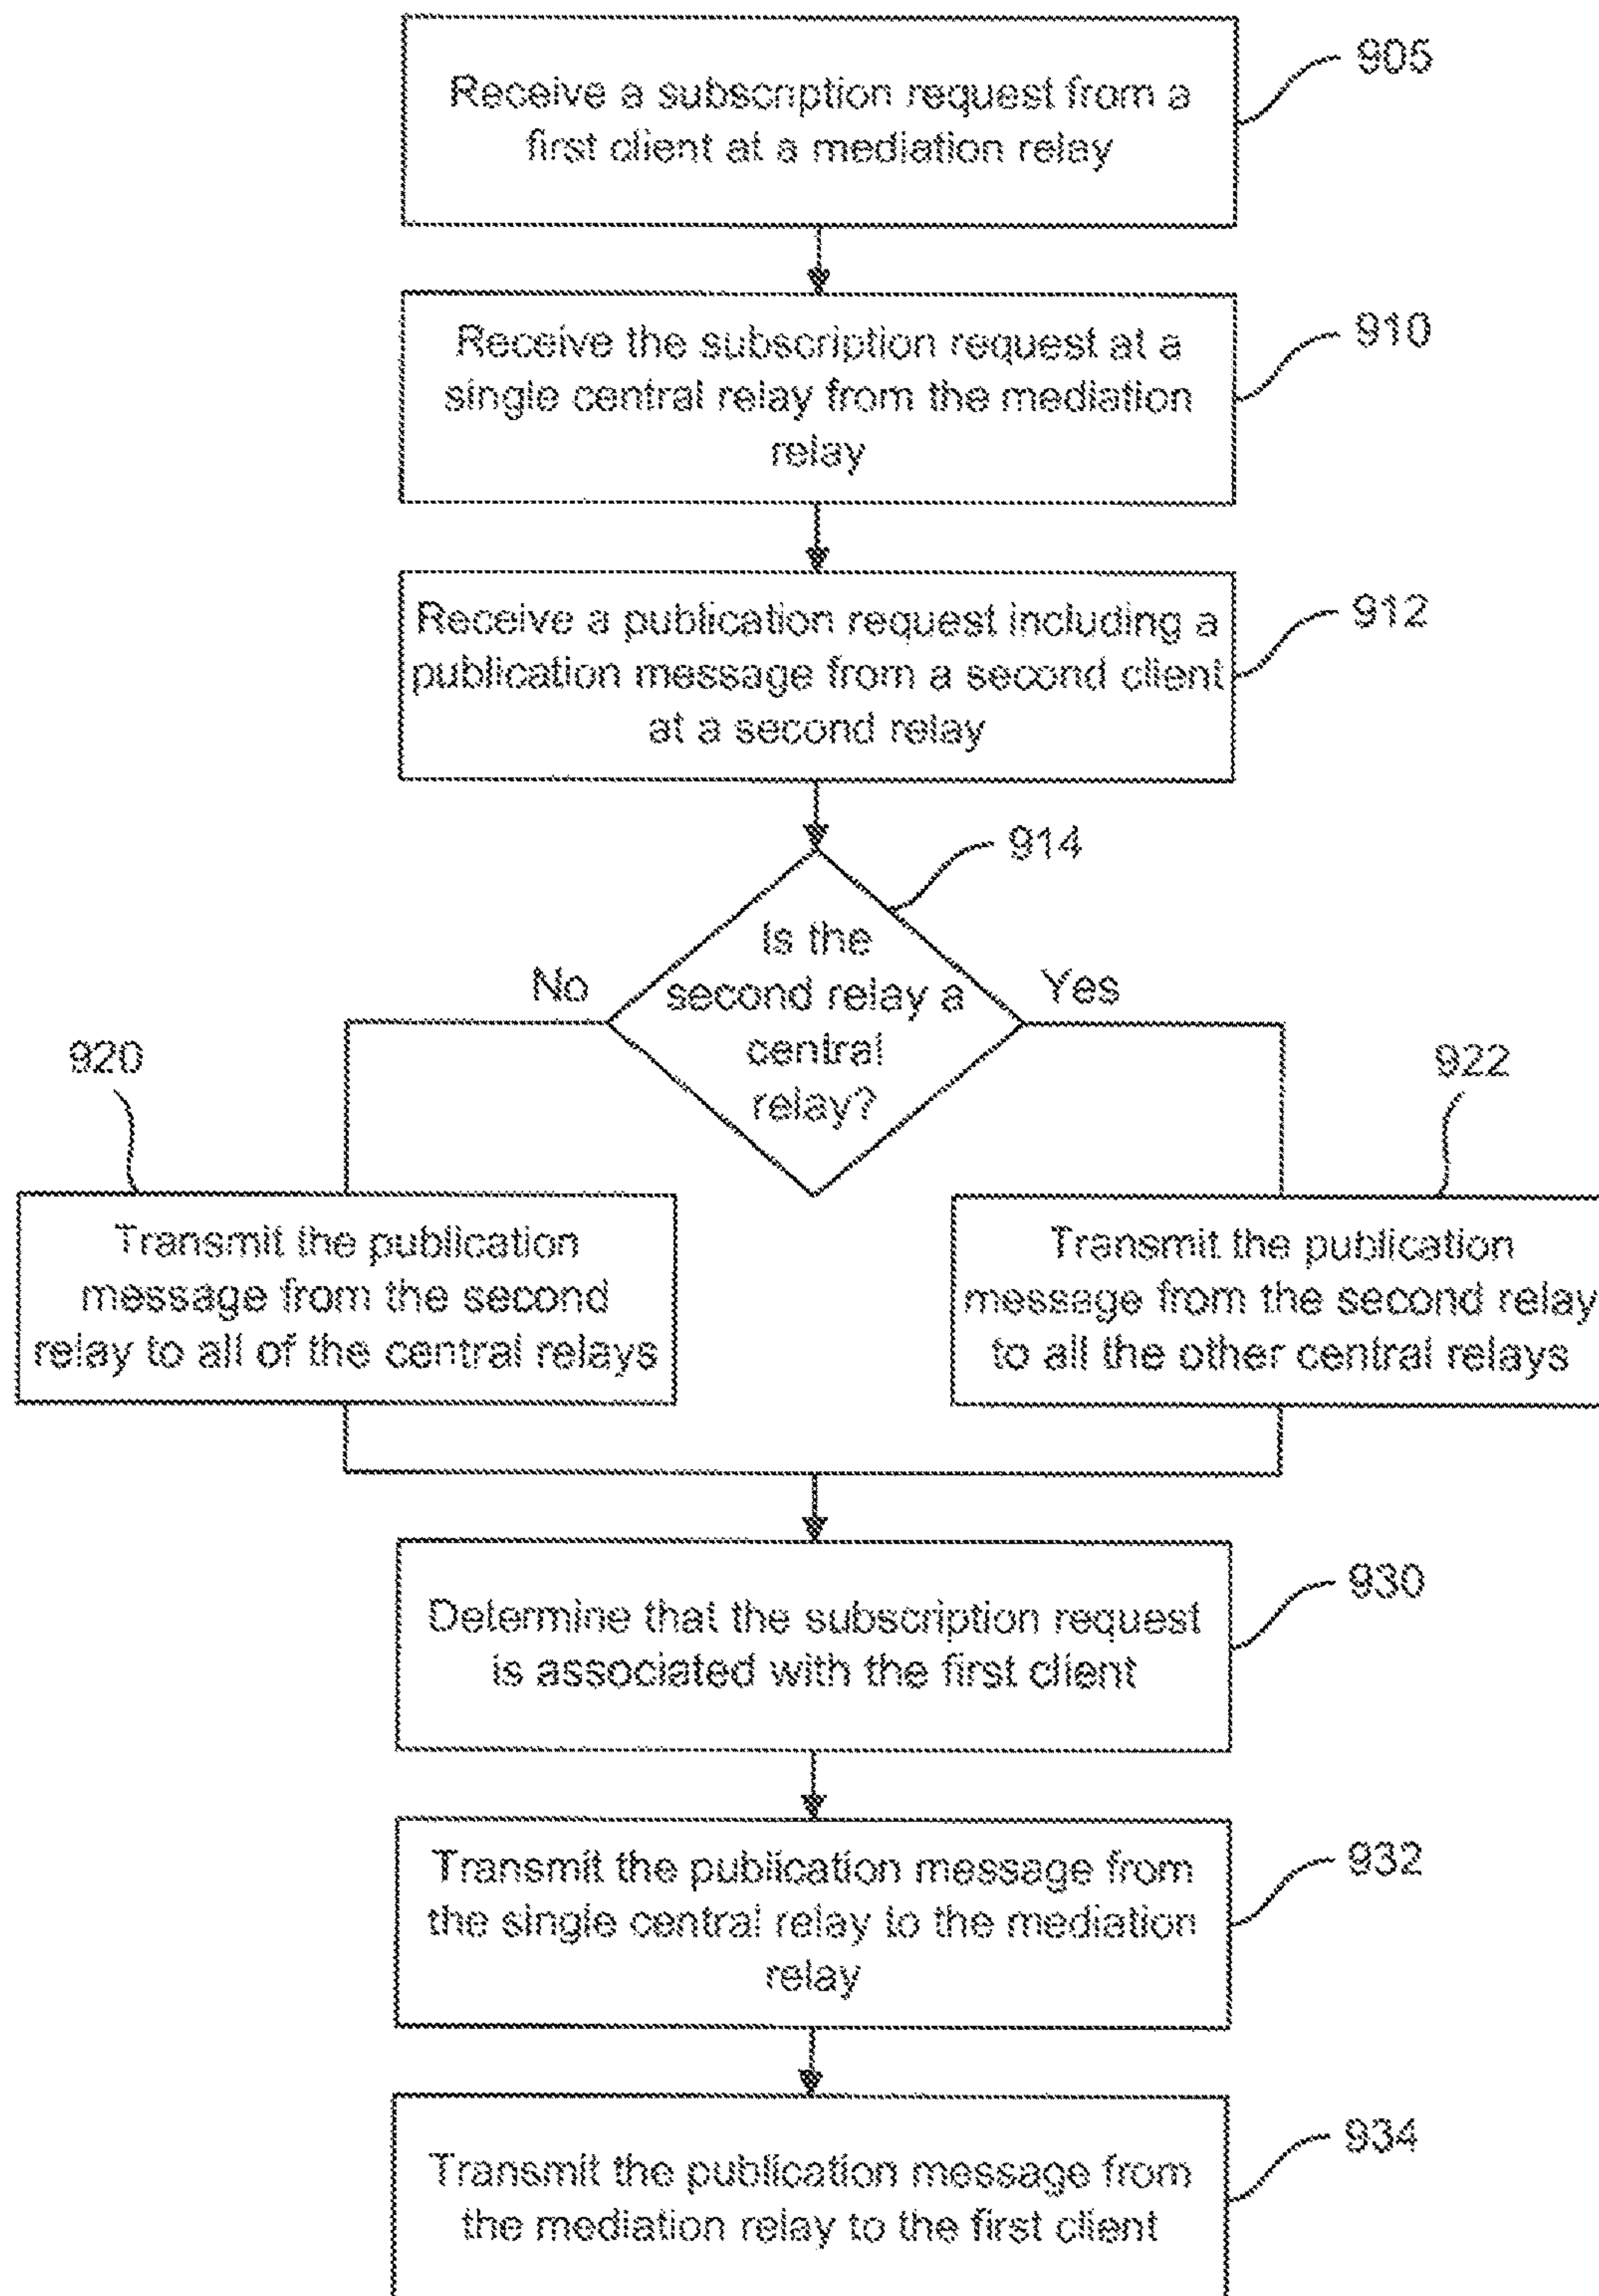 905
Receive a subscription request from a
first client at a mediation relay
910
Receive the subscription request at a
single central relay from the mediation
relay
912
Receive a publication request including a
publication message from a second client
at a second relay
914
Is the
second relay a
central
relay?
No
Yes
920
922
Transmit the publication
message from the second
relay to all of the central relays
Transmit the publication
message from the second relay
to all the other central relays
930
Determine that the subscription request
is associated with the first client
932
Transmit the publication message from
the single central relay to the mediation
relay
934
Transmit the publication message from
the mediation relay to the first client